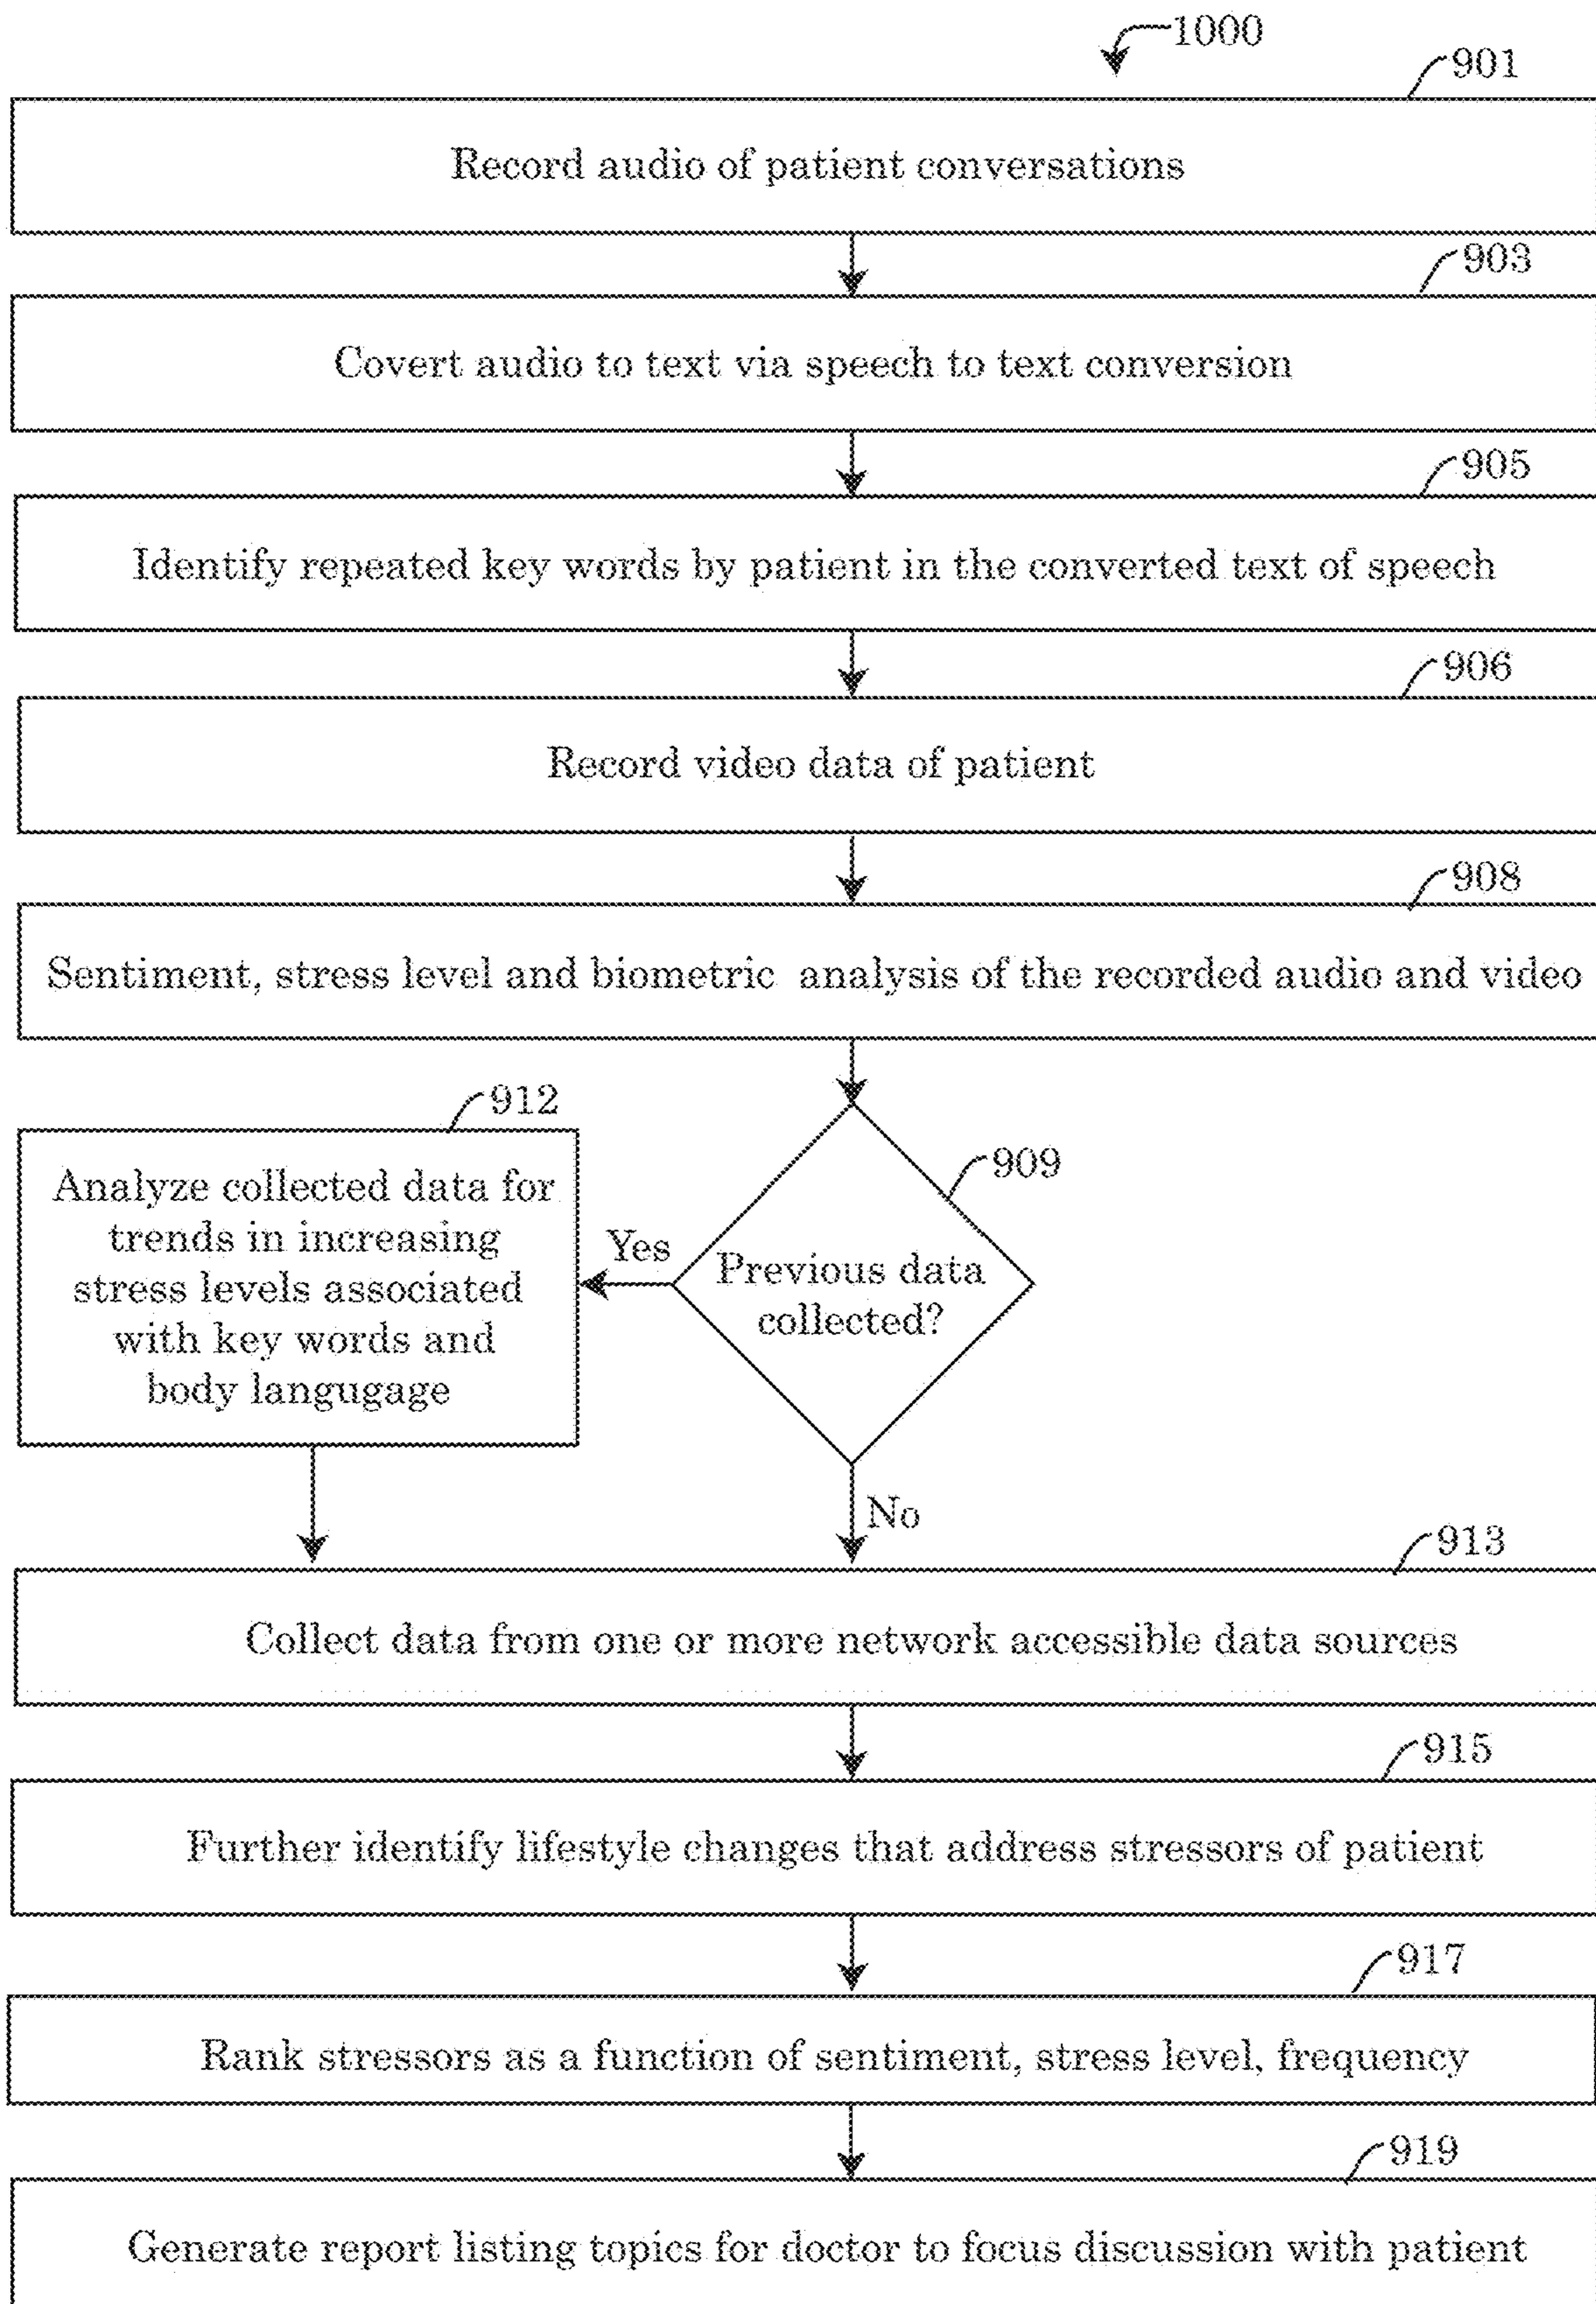 1000
901
Record audio of patient conversations
903
Covert audio to text via speech to text conversion
905
Identify repeated key words by patient in the converted text of speech
906
Record video data of patient
908
Sentiment, stress level and biometric analysis of the recorded audio and video
912
Analyze collected data for
trends in increasing
stress levels associated
with key words and
body langugage
Yes
909
Previous data
collected?
No
913
Collect data from one or more network accessible data sources
915
Further identify lifestyle changes that address stressors of patient
917
Rank stressors as a function of sentiment, stress level, frequency
919
Generate report listing topics for doctor to focus discussion with patient